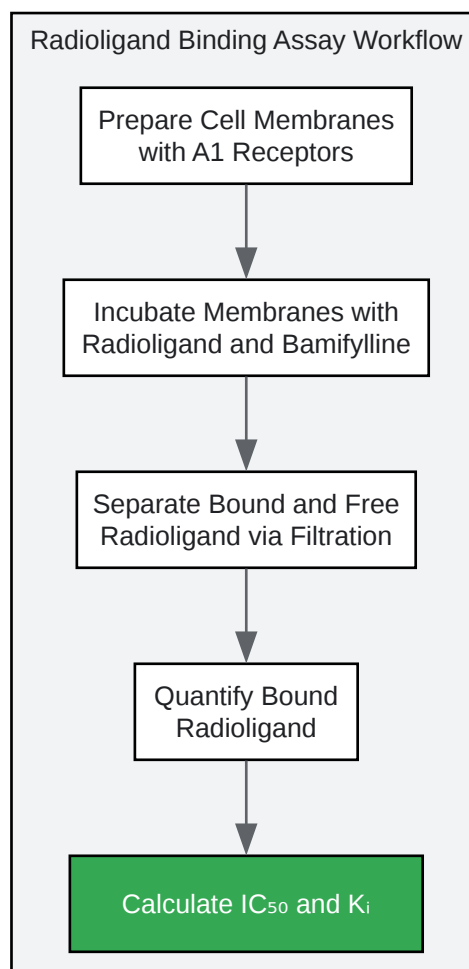 Radioligand Binding Assay Workflow
Prepare Cell Membranes
with A1 Receptors
Incubate Membranes with
Radioligand and Bamifylline
Separate Bound and Free
Radioligand via Filtration
Quantify Bound
Radioligand
Calculate IC₅₀ and Kᵢ